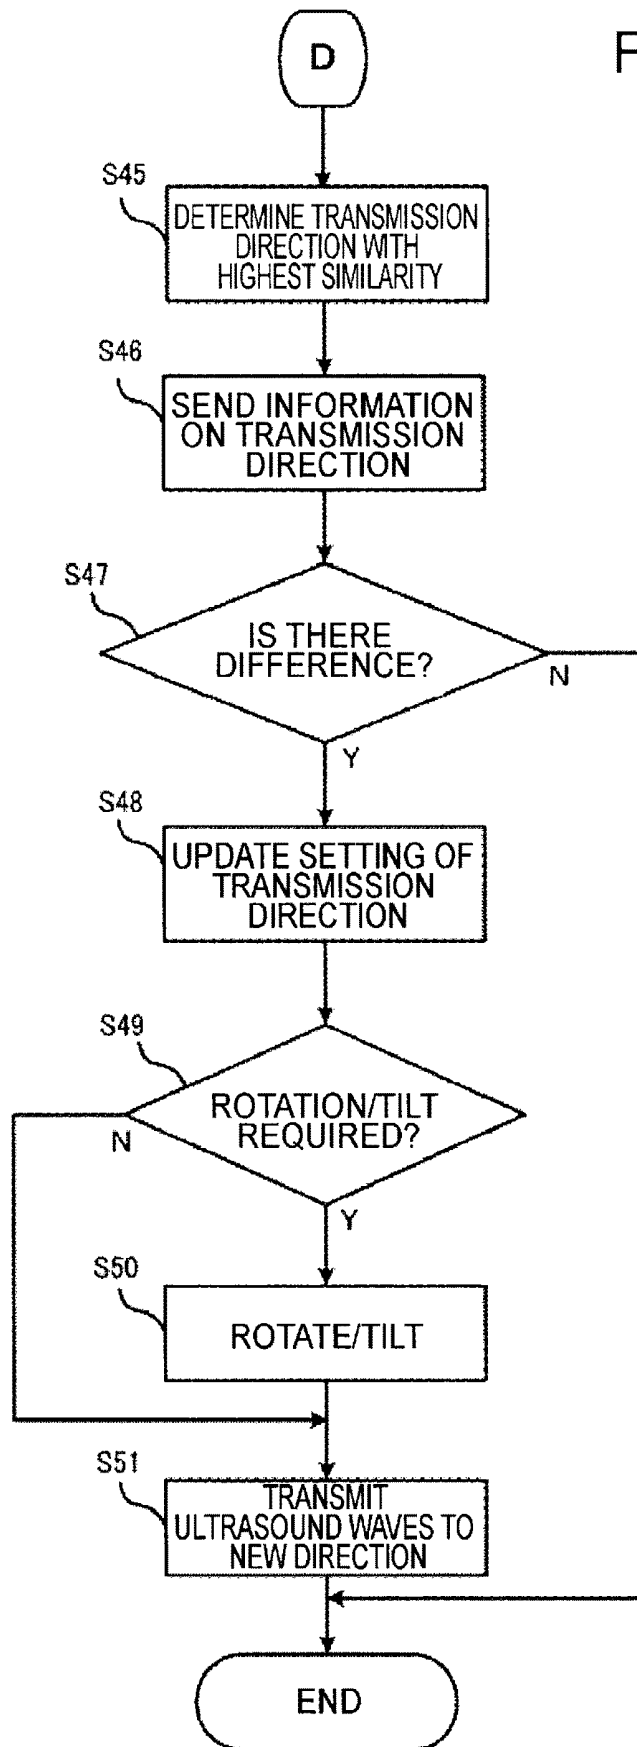 D
F
S45
DETERMINE TRANSMISSION
DIRECTION WITH
HIGHEST SIMILARITY
S46
SEND INFORMATION
ON TRANSMISSION
DIRECTION
S47
IS THERE
DIFFERENCE?
N
Y
S48
UPDATE SETTING OF
TRANSMISSION
DIRECTION
S49
ROTATION/TILT
REQUIRED?
N
Y
S50
ROTATE/TILT
S51
TRANSMIT
ULTRASOUND WAVES TO
NEW DIRECTION
END